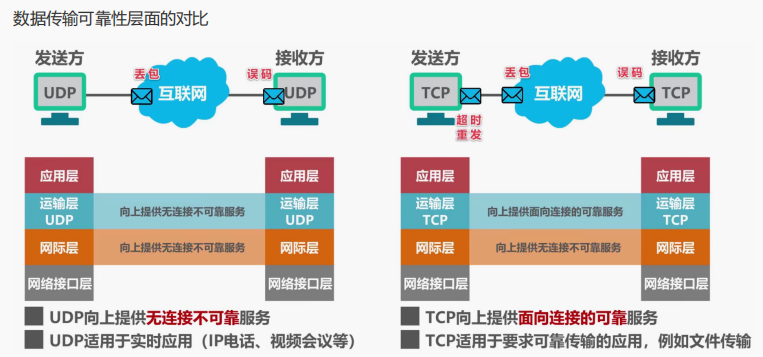 数据传输可靠性层面的对比
发送方
接收方
丢包
误码
UDP
互联网
UDP
应用层
应用层
运输层
UDP
向上提供无连接不可靠服务
运输层
UDP
网际层
向上提供无连接不可靠服务
网际层
网络接口层
网络接口层
UDP向上提供无连接不可靠服务
UDP适用于实时应用（IP电话、视频会议等）
发送方
接收方
丢包
误码
TCP
互联网
TCP
超时
重发
应用层
应用层
运输层
TCP
向上提供面向连接的可靠服务
运输层
TCP
网际层
向上提供无连接不可靠服务
网际层
网络接口层
网络接口层
TCP向上提供面向连接的可靠服务
TCP适用于要求可靠传输的应用，例如文件传输